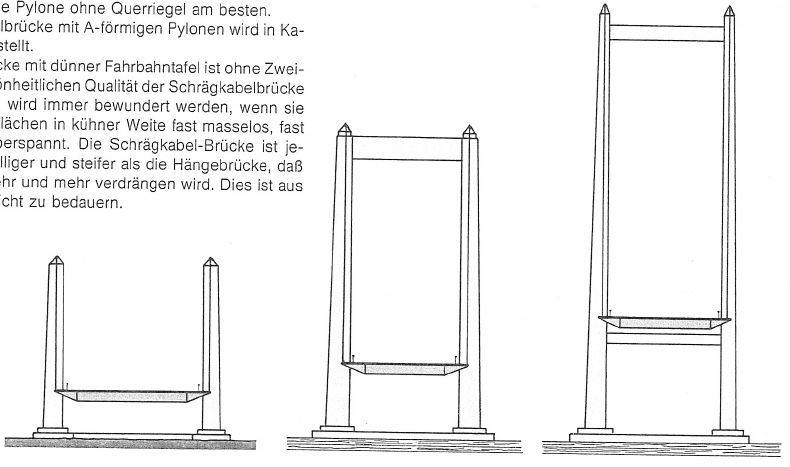 e Pylone ohne Querriegel am besten.
lbrücke mit A-förmigen Pylonen wird in Ka-
stellt.
cke mit dünner Fahrbahntafel ist ohne Zwei-
önheitlichen Qualität der Schrägkabelbrücke
wird immer bewundert werden, wenn sie
lächen in kühner Weite fast masselos, fast
berspannt. Die Schrägkabel-Brücke ist je-
lliger und steifer als die Hängebrücke, daß
ehr und mehr verdrängen wird. Dies ist aus
icht zu bedauern.